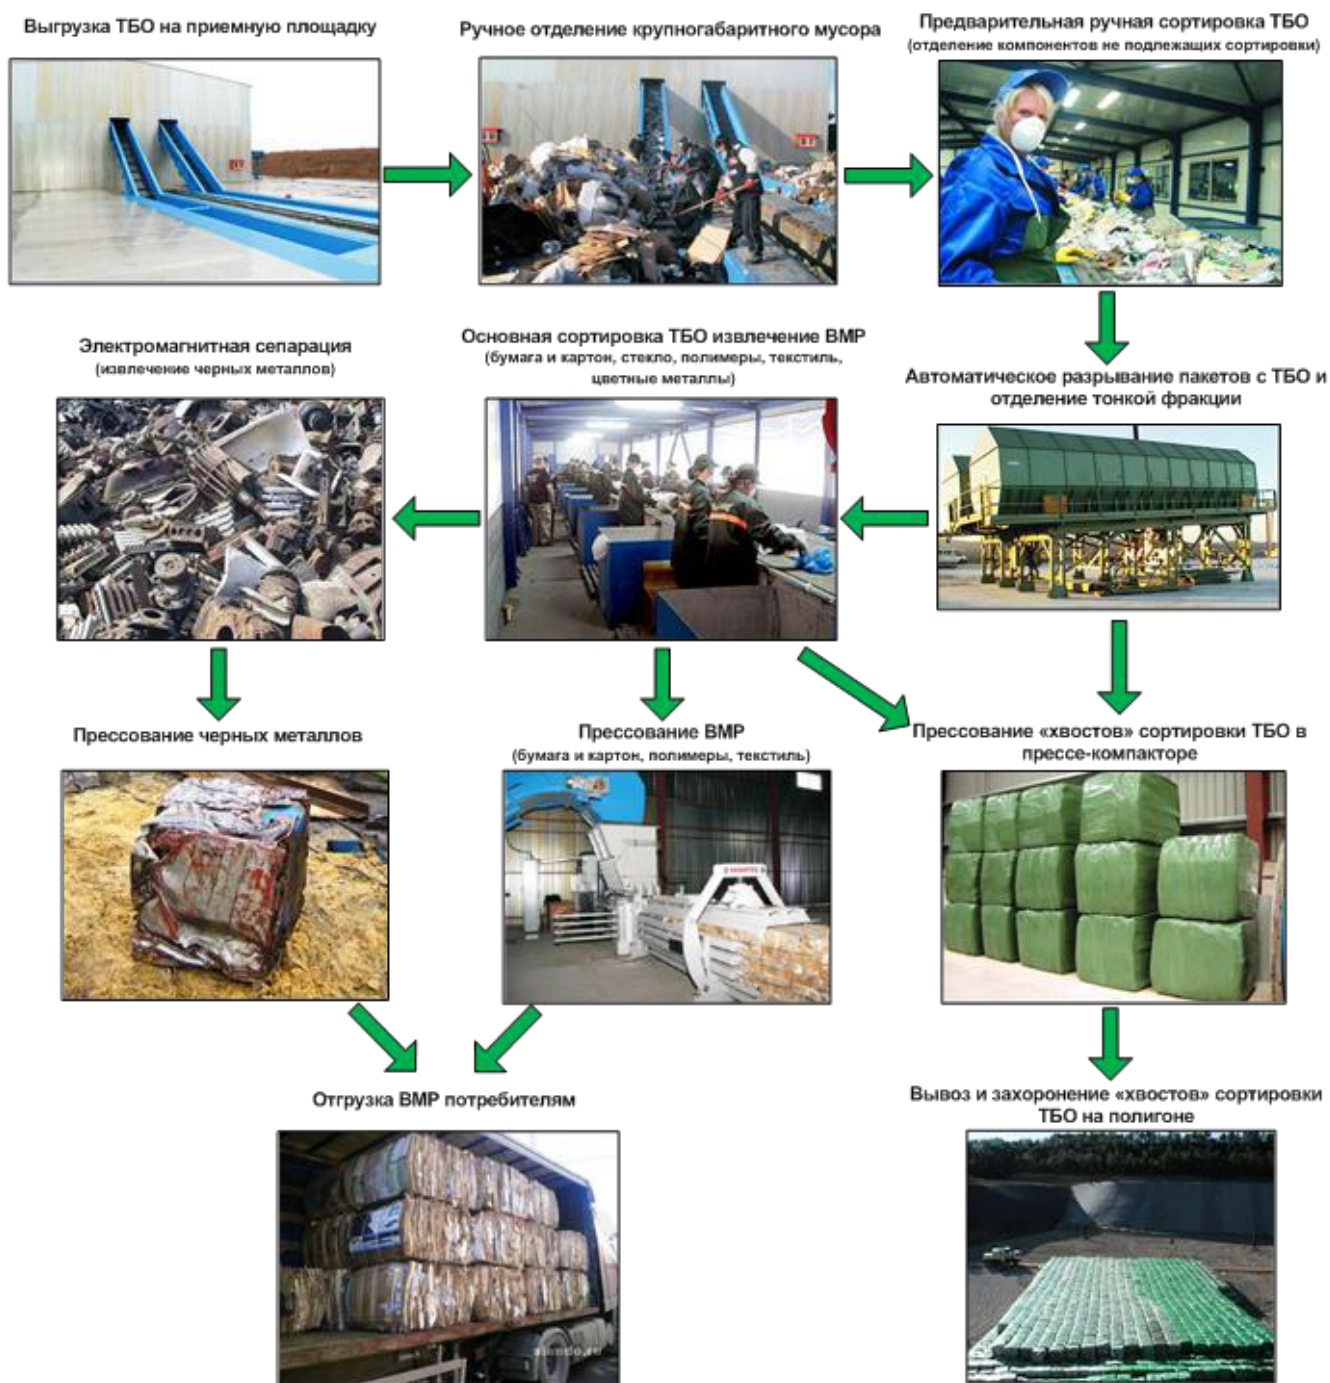 Выгрузка ТБО на приемную площадку
Ручное отделение крупногабаритного мусора
Предварительная ручная сортировка ТБО
(отделение компонентов не подлежащих сортировки)
Электромагнитная сепарация
(извлечение черных металлов)
Основная сортировка ТБО извлечение ВМР
(бумага и картон, стекло, полимеры, текстиль,
цветные металлы)
Автоматическое разрывание пакетов с ТБО и
отделение тонкой фракции
Прессование черных металлов
Прессование ВМР
(бумага и картон, полимеры, текстиль)
Прессование «хвостов» сортировки ТБО в
прессе-компакторе
Отгрузка ВМР потребителям
Вывоз и захоронение «хвостов» сортировки
ТБО на полигоне